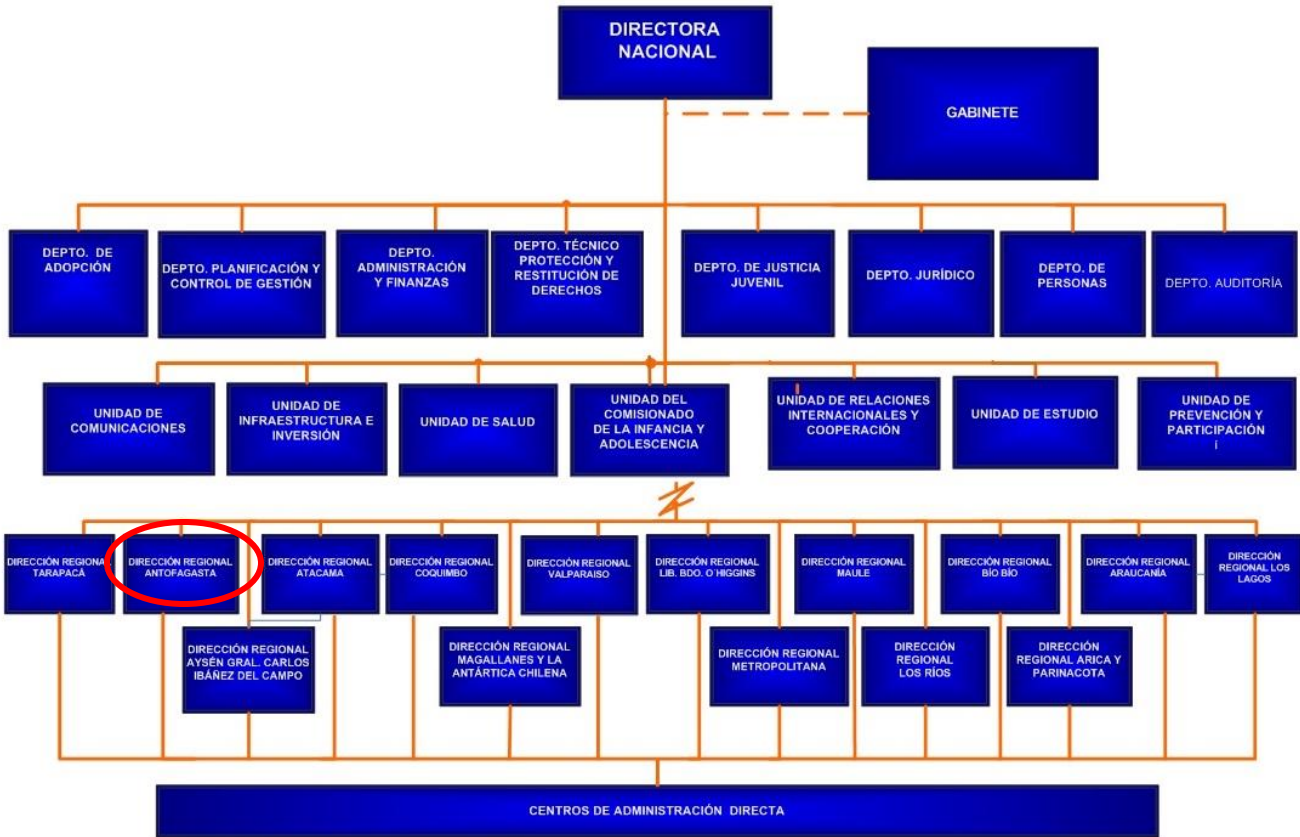 DIRECTORA
NACIONAL
GABINETE
DEPTO. DE
ADOPCIÓN
DEPTO. PLANIFICACIÓN Y
CONTROL DE GESTIÓN
DEPTO.
ADMINISTRACIÓN
Y FINANZAS
DEPTO. TÉCNICO
PROTECCIÓN Y
RESTITUCIÓN DE
DERECHOS
DEPTO. DE JUSTICIA
JUVENIL
DEPTO. JURÍDICO
DEPTO. DE
PERSONAS
DEPTO. AUDITORÍA
UNIDAD DE
COMUNICACIONES
UNIDAD DE
INFRAESTRUCTURA E
INVERSIÓN
UNIDAD DE SALUD
UNIDAD DEL
COMISIONADO
DE LA INFANCIA Y
ADOLESCENCIA
UNIDAD DE RELACIONES
INTERNACIONALES Y
COOPERACIÓN
UNIDAD DE ESTUDIO
UNIDAD DE
PREVENCIÓN Y
PARTICIPACIÓN
Í
DIRECCIÓN REGIONAL
TARAPACÁ
DIRECCIÓN REGIONAL
ANTOFAGASTA
DIRECCIÓN REGIONAL
ATACAMA
DIRECCIÓN REGIONAL
COQUIMBO
DIRECCIÓN REGIONAL
VALPARAISO
DIRECCIÓN REGIONAL
LIB. BDO. O HIGGINS
DIRECCIÓN REGIONAL
MAULE
DIRECCIÓN REGIONAL
BÍO BÍO
DIRECCIÓN REGIONAL
ARAUCANÍA
DIRECCIÓN
REGIONAL LOS
LAGOS
DIRECCIÓN REGIONAL
AYSÉN GRAL. CARLOS
IBÁÑEZ DEL CAMPO
DIRECCIÓN REGIONAL
MAGALLANES Y LA
ANTÁRTICA CHILENA
DIRECCIÓN REGIONAL
METROPOLITANA
DIRECCIÓN
REGIONAL
LOS RÍOS
DIRECCIÓN
REGIONAL ARICA Y
PARINACOTA
CENTROS DE ADMINISTRACIÓN DIRECTA